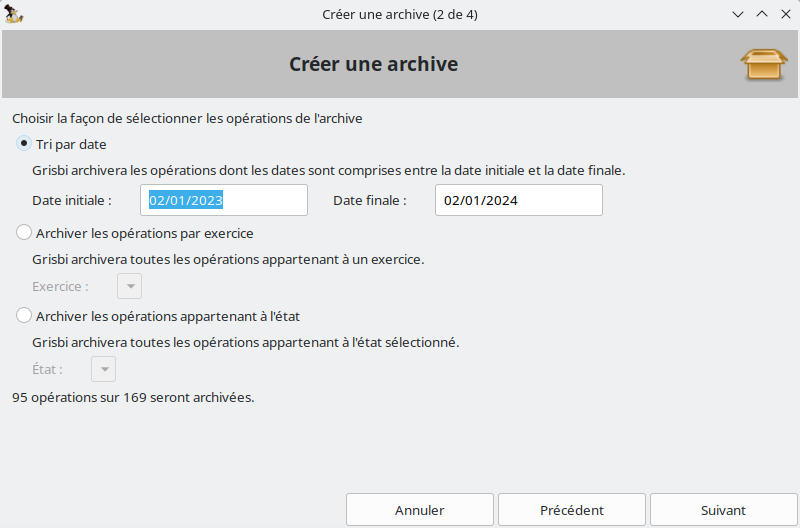 Créer une archive (2 de 4)
Créer une archive
Choisir la façon de sélectionner les opérations de l'archive
Tri par date
Grisbi archivera les opérations dont les dates sont comprises entre la date initiale et la date finale.
Date initiale : 02/01/2023 Date finale : 02/01/2024
Archiver les opérations par exercice
Grisbi archivera toutes les opérations appartenant à un exercice.
Exercice :
Archiver les opérations appartenant à l'état
Grisbi archivera toutes les opérations appartenant à l'état sélectionné.
État :
95 opérations sur 169 seront archivées.
Annuler Précédent Suivant